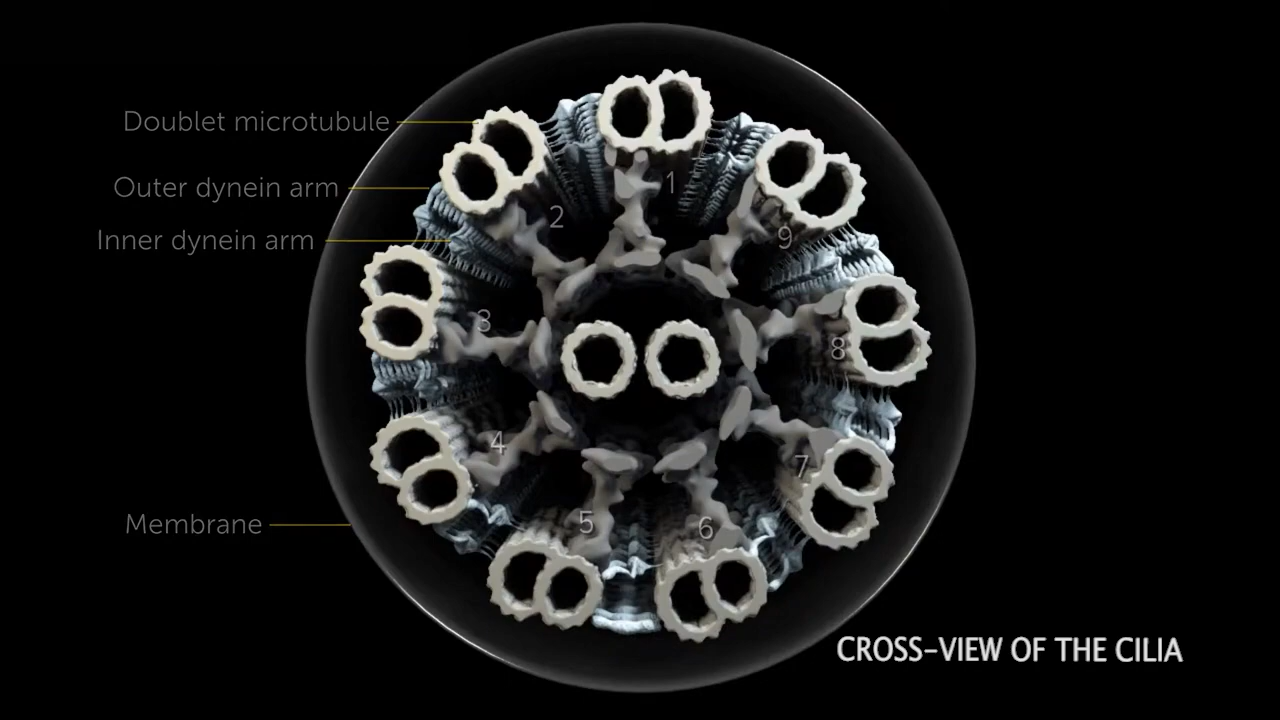 Doublet microtubule
Outer dynein arm
Inner dynein arm
Membrane
1
2
3
4
5
6
7
8
9
CROSS-VIEW OF THE CILIA